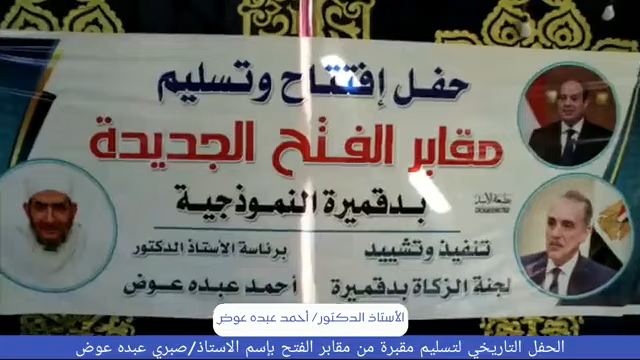 حفل إفتتاح وتسليم
مقابر الفتح الجديدة
بدقميرة النموذجية
تنفيذ وتشييد
لجنة الزكاة بدقميرة
برئاسة الأستاذ الدكتور
أحمد عبده عوض
الأستاذ الدكتور/ أحمد عبده عوض
الحفل التاريخي لتسليم مقبرة من مقابر الفتح بإسم الاستاذ/صبري عبده عوض